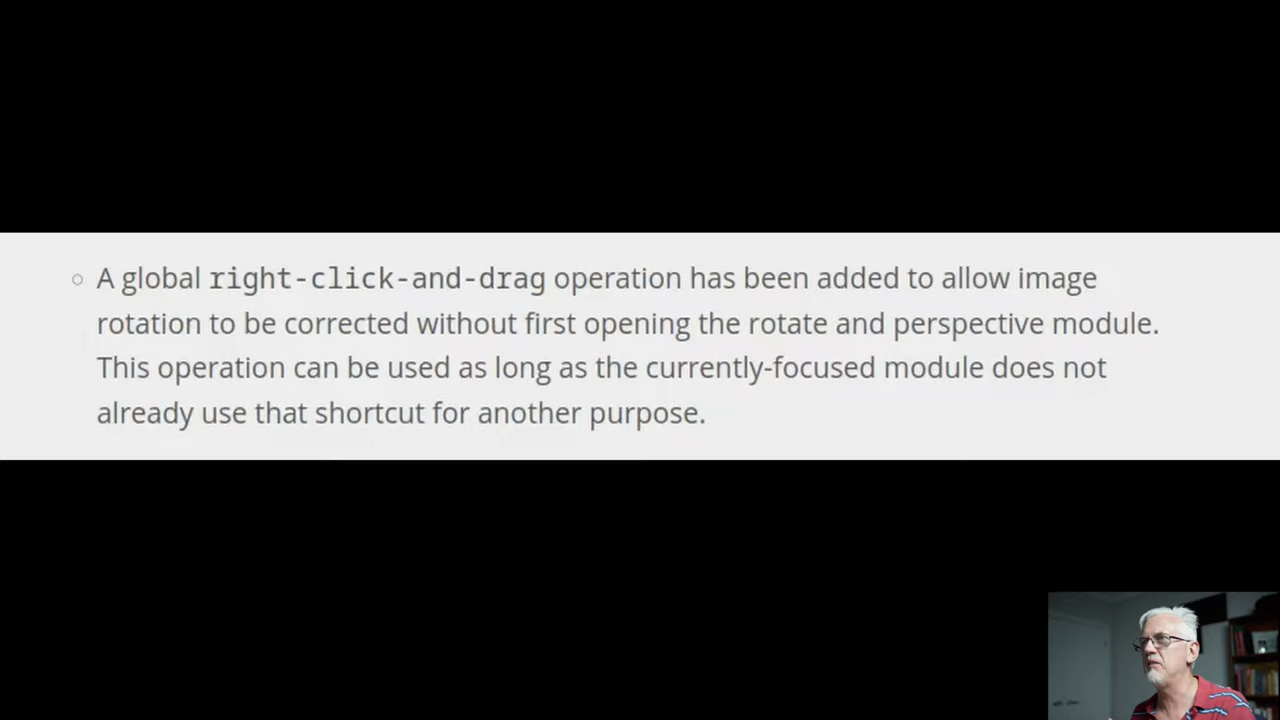 A global right-click-and-drag operation has been added to allow image
rotation to be corrected without first opening the rotate and perspective module.
This operation can be used as long as the currently-focused module does not
already use that shortcut for another purpose.